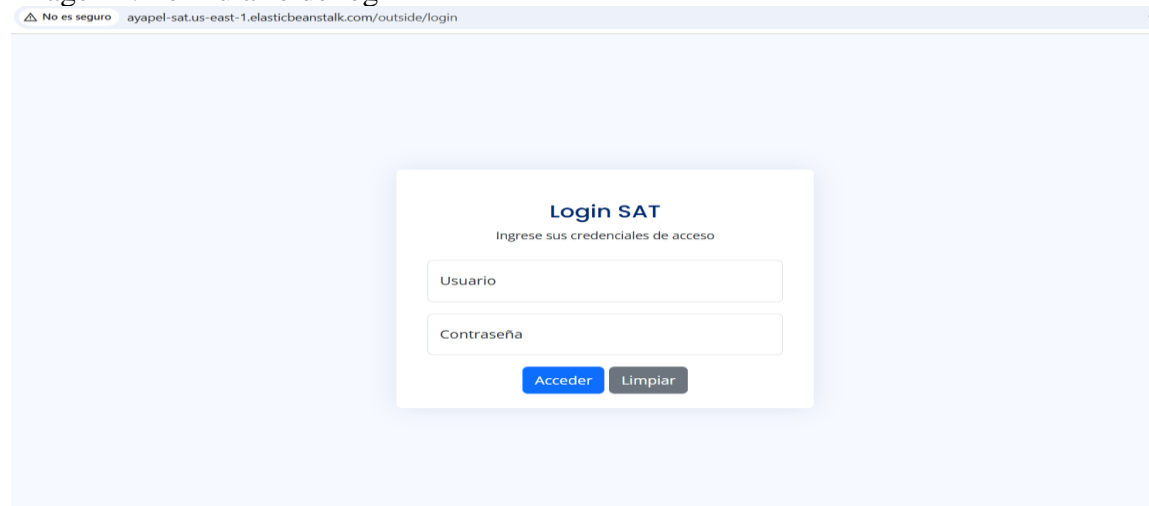 No es seguro ayapel-sat.us-east-1.elasticbeanstalk.com/outside/login
Login SAT
Ingrese sus credenciales de acceso
Usuario
Contraseña
Acceder Limpiar